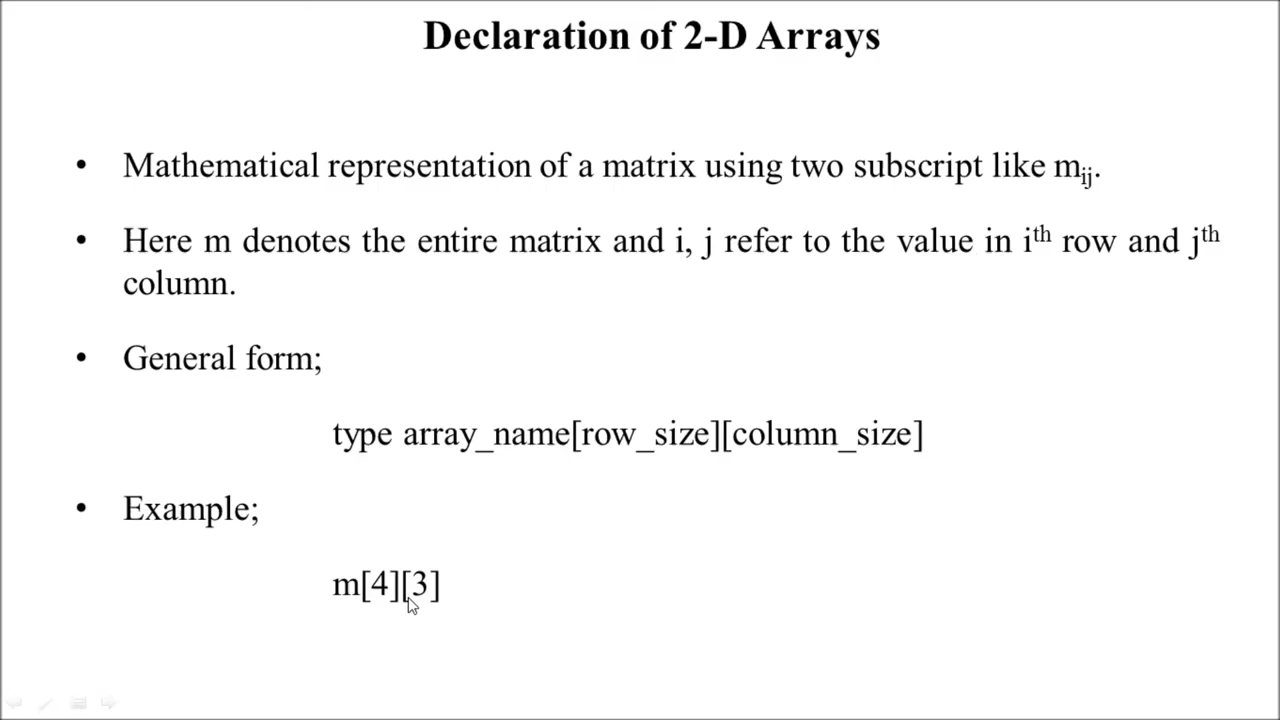 Declaration of 2-D Arrays
• Mathematical representation of a matrix using two subscript like mij.
• Here m denotes the entire matrix and i, j refer to the value in ith row and jth
column.
• General form;
type array_name[row_size][column_size]
• Example;
m[4][3]